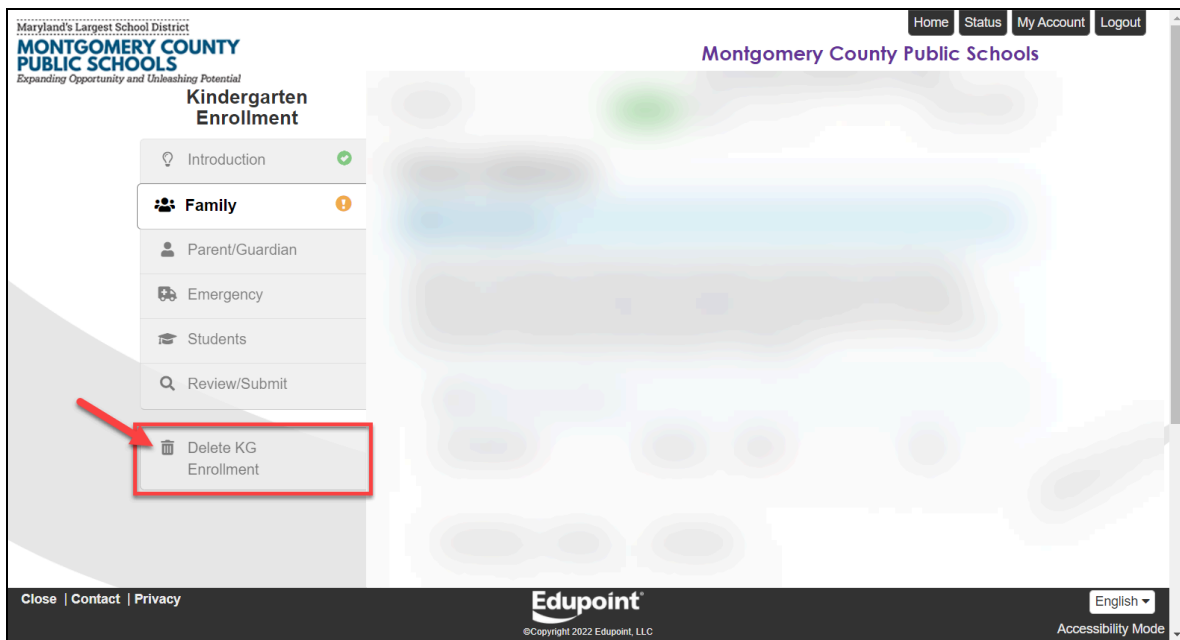 Maryland's Largest School District
MONTGOMERY COUNTY
PUBLIC SCHOOLS
Expanding Opportunity and Unleashing Potential
Home Status My Account Logout
Montgomery County Public Schools
Kindergarten
Enrollment
Introduction
Family
Parent/Guardian
Emergency
Students
Review/Submit
Delete KG
Enrollment
Close | Contact | Privacy
Edupoint
©Copyright 2022 Edupoint, LLC
English
Accessibility Mode